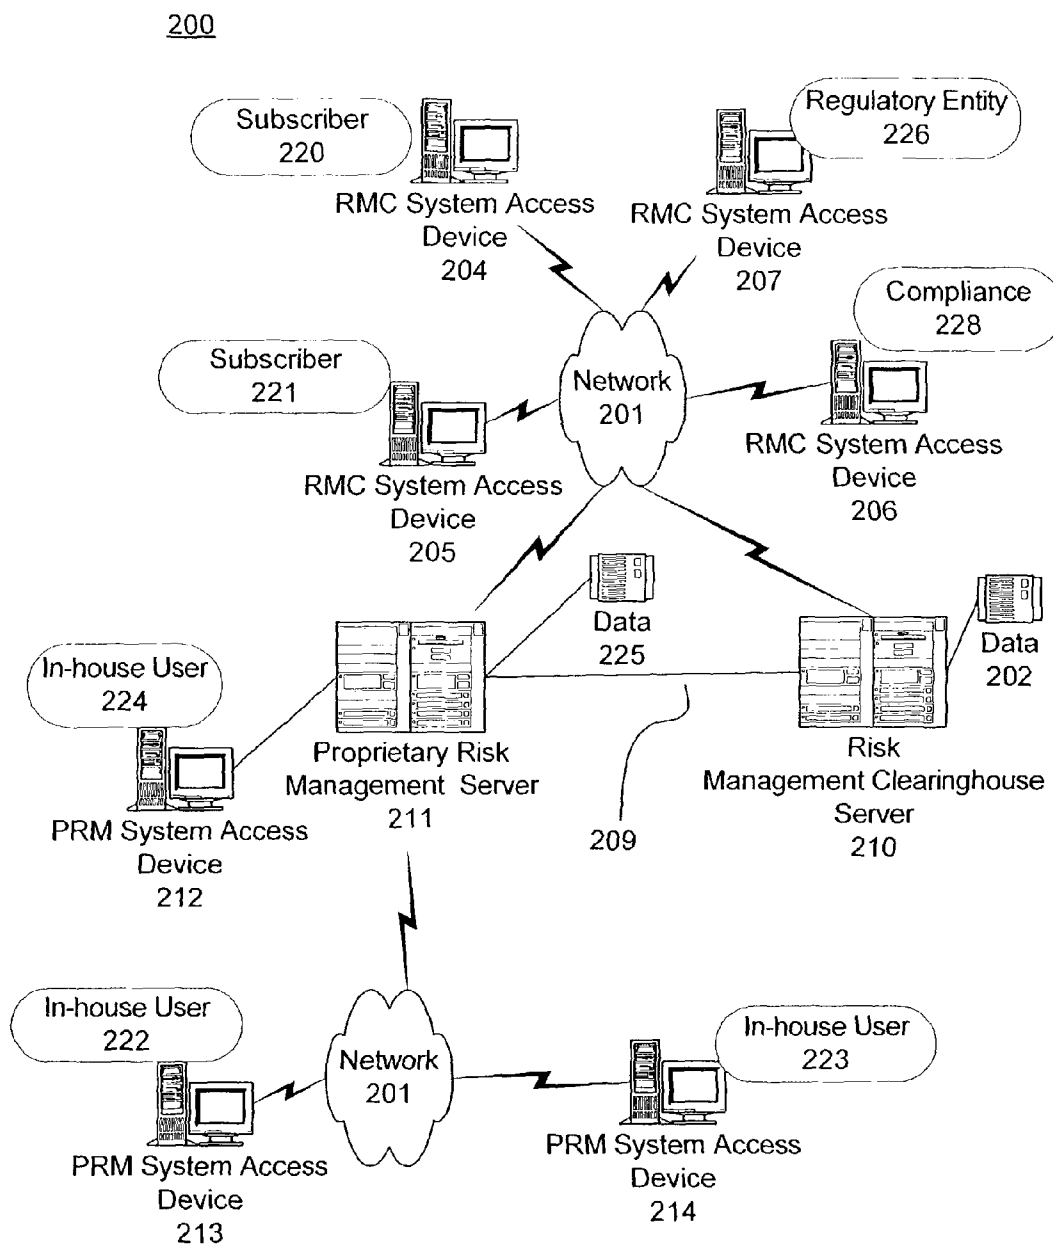 200
Subscriber
220
RMC System Access
Device
204
Regulatory Entity
226
RMC System Access
Device
207
Compliance
228
RMC System Access
Device
206
Subscriber
221
RMC System Access
Device
205
Network
201
Data
225
Data
202
In-house User
224
PRM System Access
Device
212
Proprietary Risk
Management Server
211
209
Risk
Management Clearinghouse
Server
210
In-house User
222
PRM System Access
Device
213
Network
201
In-house User
223
PRM System Access
Device
214